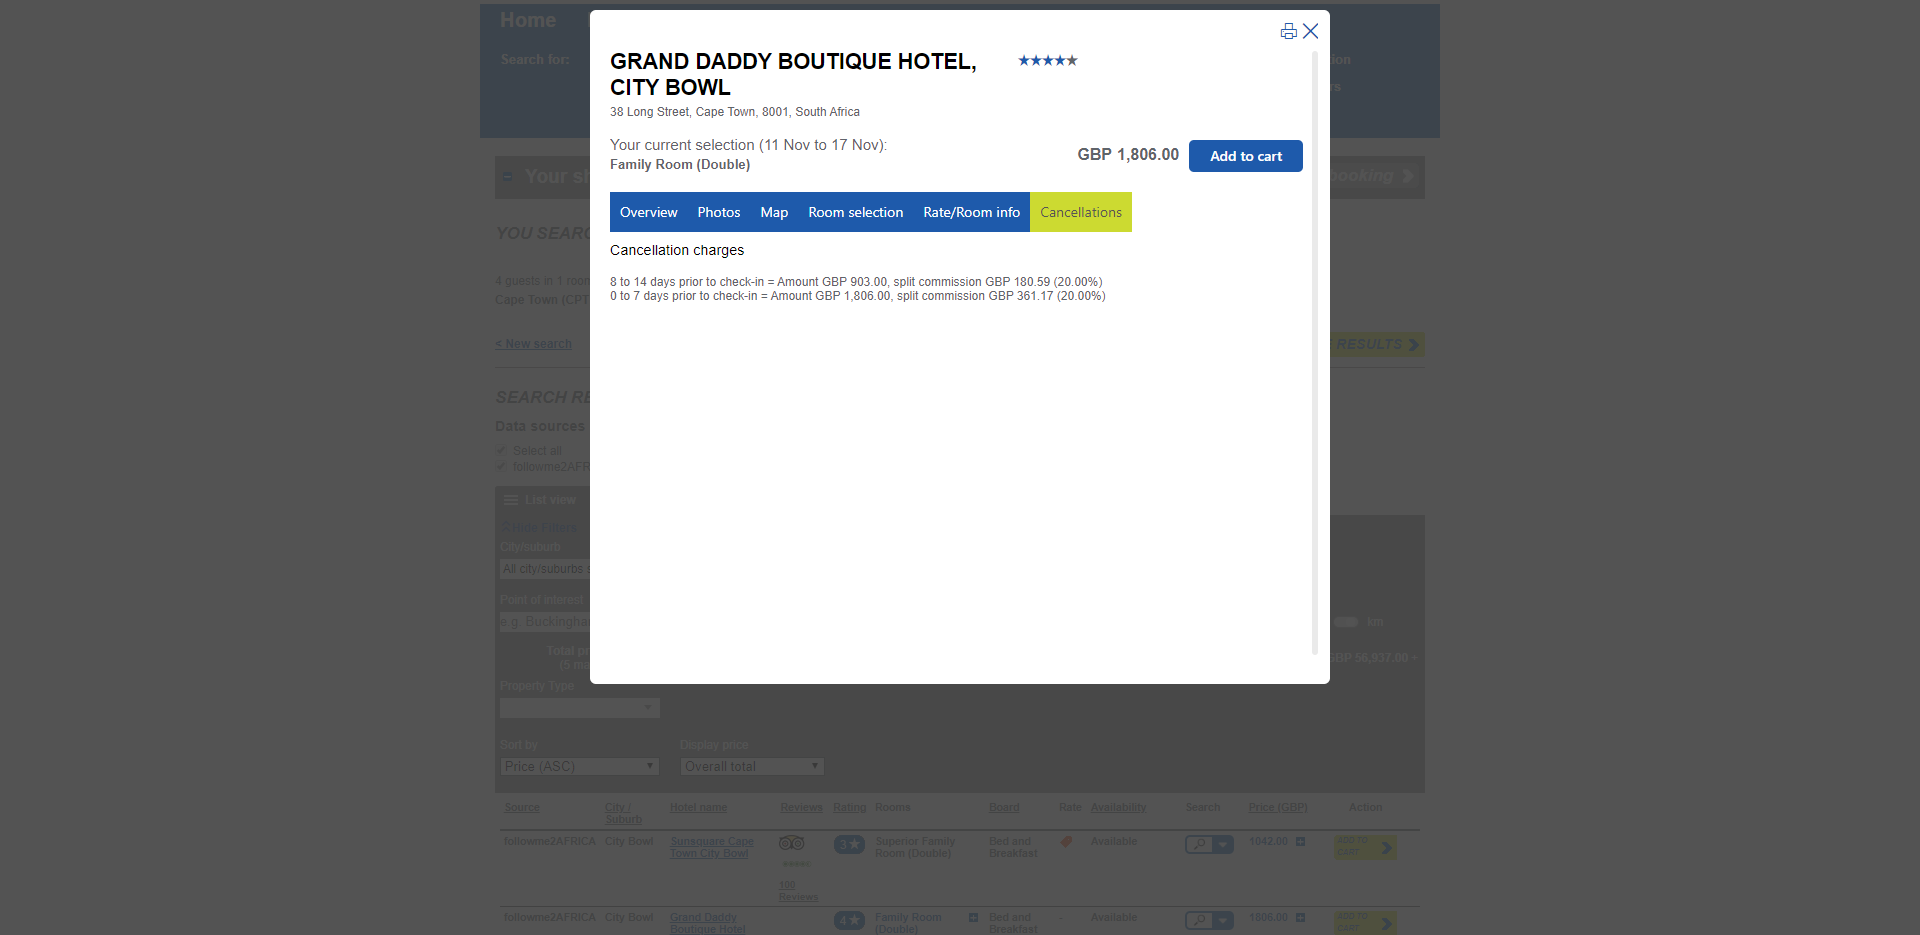 Home
Search for:
GRAND DADDY BOUTIQUE HOTEL,
CITY BOWL
38 Long Street, Cape Town, 8001, South Africa
Your current selection (11 Nov to 17 Nov):
Family Room (Double)
GBP 1,806.00 Add to cart
Overview Photos Map Room selection Rate/Room info Cancellations
Cancellation charges
8 to 14 days prior to check-in = Amount GBP 903.00, split commission GBP 180.59 (20.00%)
0 to 7 days prior to check-in = Amount GBP 1,806.00, split commission GBP 361.17 (20.00%)
Your sh
booking
YOU SEARC
4 guests in 1 room
Cape Town (CPT
< New search
RESULTS
SEARCH RE
Data sources
Select all
followme2AFR
List view
Hide Filters
City/suburb
All city/suburbs
Point of interest
e.g. Buckingha
km
Total pr
(5 ma
GBP 56,937.00
Property Type
Sort by Display price
Price (ASC) Overall total
Source City / Suburb Hotel name Reviews Rating Rooms Board Rate Availability Search Price (GBP) Action
followme2AFRICA City Bowl Sunsquare Cape Town City Bowl 3 Superior Family Room (Double) Bed and Breakfast Available 1042.00 ADD TO CART
100 Reviews
followme2AFRICA City Bowl Grand Daddy Boutique Hotel 4 Family Room (Double) Bed and Breakfast - Available 1806.00 ADD TO CART